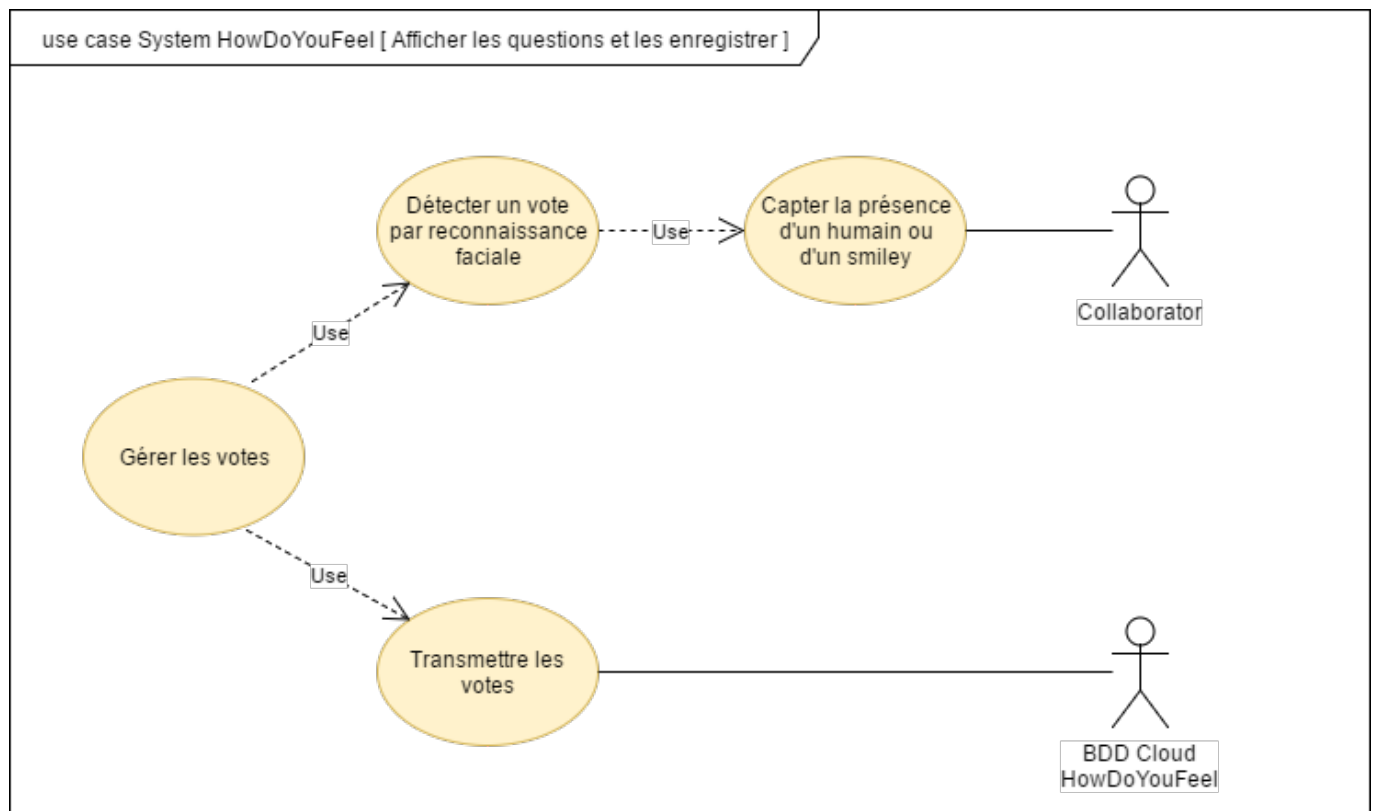 use case System HowDoYouFeel [ Afficher les questions et les enregistrer ]
Détecter un vote
par reconnaissance
faciale
Use
Capter la présence
d'un humain ou
d'un smiley
Collaborator
Use
Gérer les votes
Use
Transmettre les
votes
BDD Cloud
HowDoYouFeel